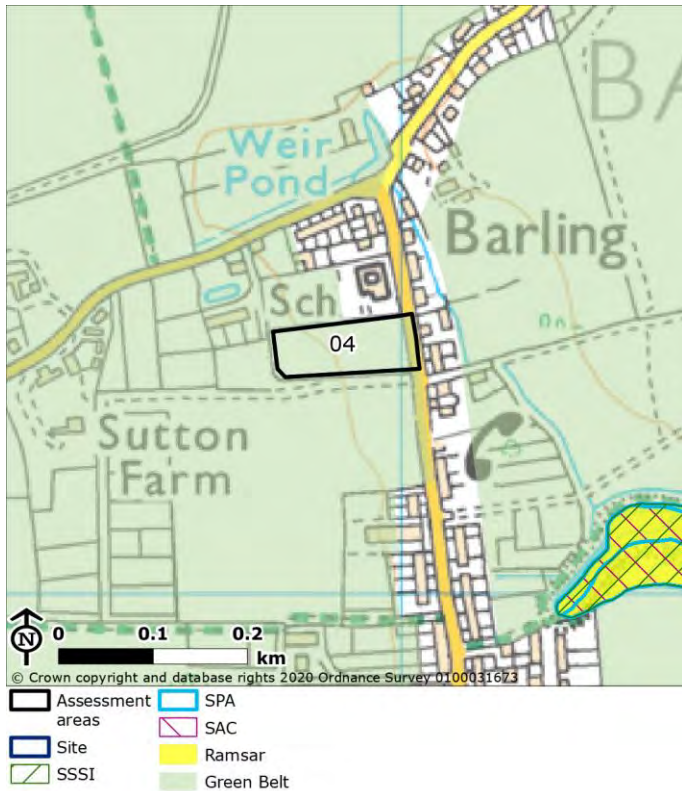 BA
Weir
Pond
Barling
Sch
04
Sutton
Farm
N
0 0.1 0.2
km
© Crown copyright and database rights 2020 Ordnance Survey 0100031673
Assessment
areas
Site
SSSI
SPA
SAC
Ramsar
Green Belt